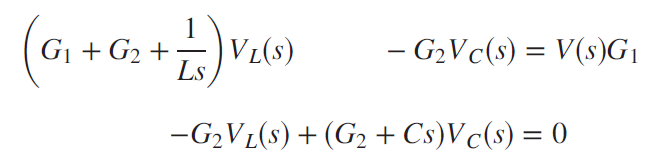 (G₁ + G₂ + 1/Ls) V_L(s) − G₂V_C(s) = V(s)G₁
−G₂V_L(s) + (G₂ + Cs)V_C(s) = 0